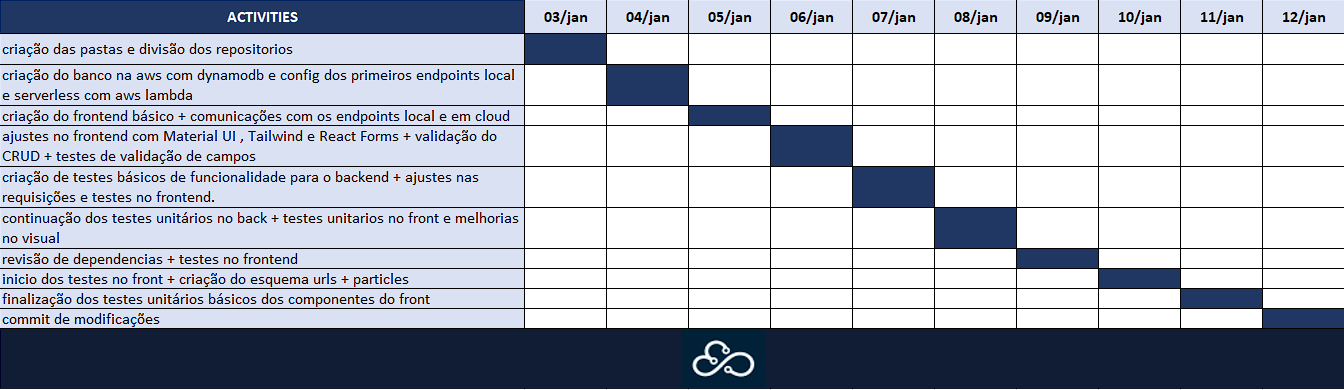 ACTIVITIES 03/jan 04/jan 05/jan 06/jan 07/jan 08/jan 09/jan 10/jan 11/jan 12/jan
criação das pastas e divisão dos repositorios
criação do banco na aws com dynamodb e config dos primeiros endpoints local
e serverless com aws lambda
criação do frontend básico + comunicações com os endpoints local e em cloud
ajustes no frontend com Material UI , Tailwind e React Forms + validação do
CRUD + testes de validação de campos
criação de testes básicos de funcionalidade para o backend + ajustes nas
requisições e testes no frontend.
continuação dos testes unitários no back + testes unitarios no front e melhorias
no visual
revisão de dependencias + testes no frontend
inicio dos testes no front + criação do esquema urls + particles
finalização dos testes unitários básicos dos componentes do front
commit de modificações